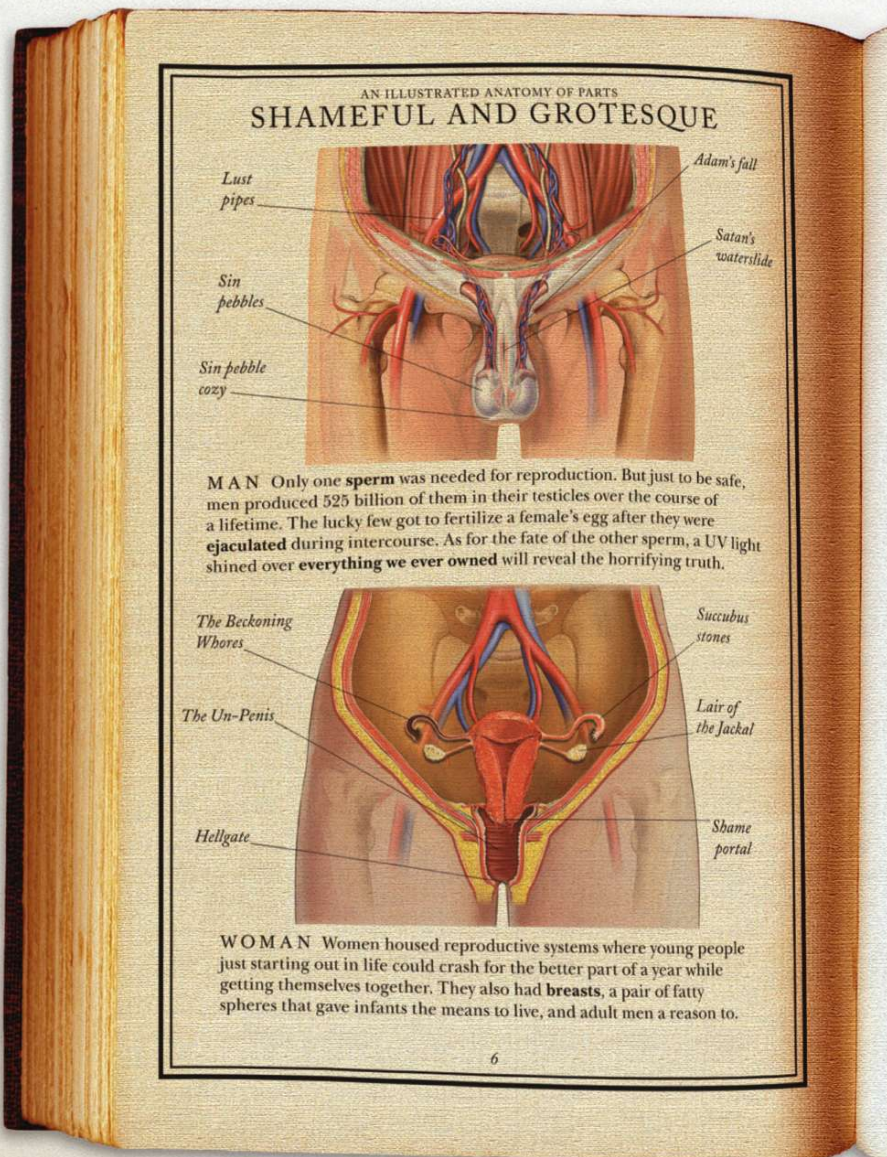 AN ILLUSTRATED ANATOMY OF PARTS
SHAMEFUL AND GROTESQUE
Lust
pipes
Adam's fall
Satan's
waterslide
Sin
pebbles
Sin pebble
cozy
MAN Only one sperm was needed for reproduction. But just to be safe,
men produced 525 billion of them in their testicles over the course of
a lifetime. The lucky few got to fertilize a female's egg after they were
ejaculated during intercourse. As for the fate of the other sperm, a UV light
shined over everything we ever owned will reveal the horrifying truth.
The Beckoning
Whores
Succubus
stones
The Un-Penis
Lair of
the Jackal
Hellgate
Shame
portal
WOMAN Women housed reproductive systems where young people
just starting out in life could crash for the better part of a year while
getting themselves together. They also had breasts, a pair of fatty
spheres that gave infants the means to live, and adult men a reason to.
6